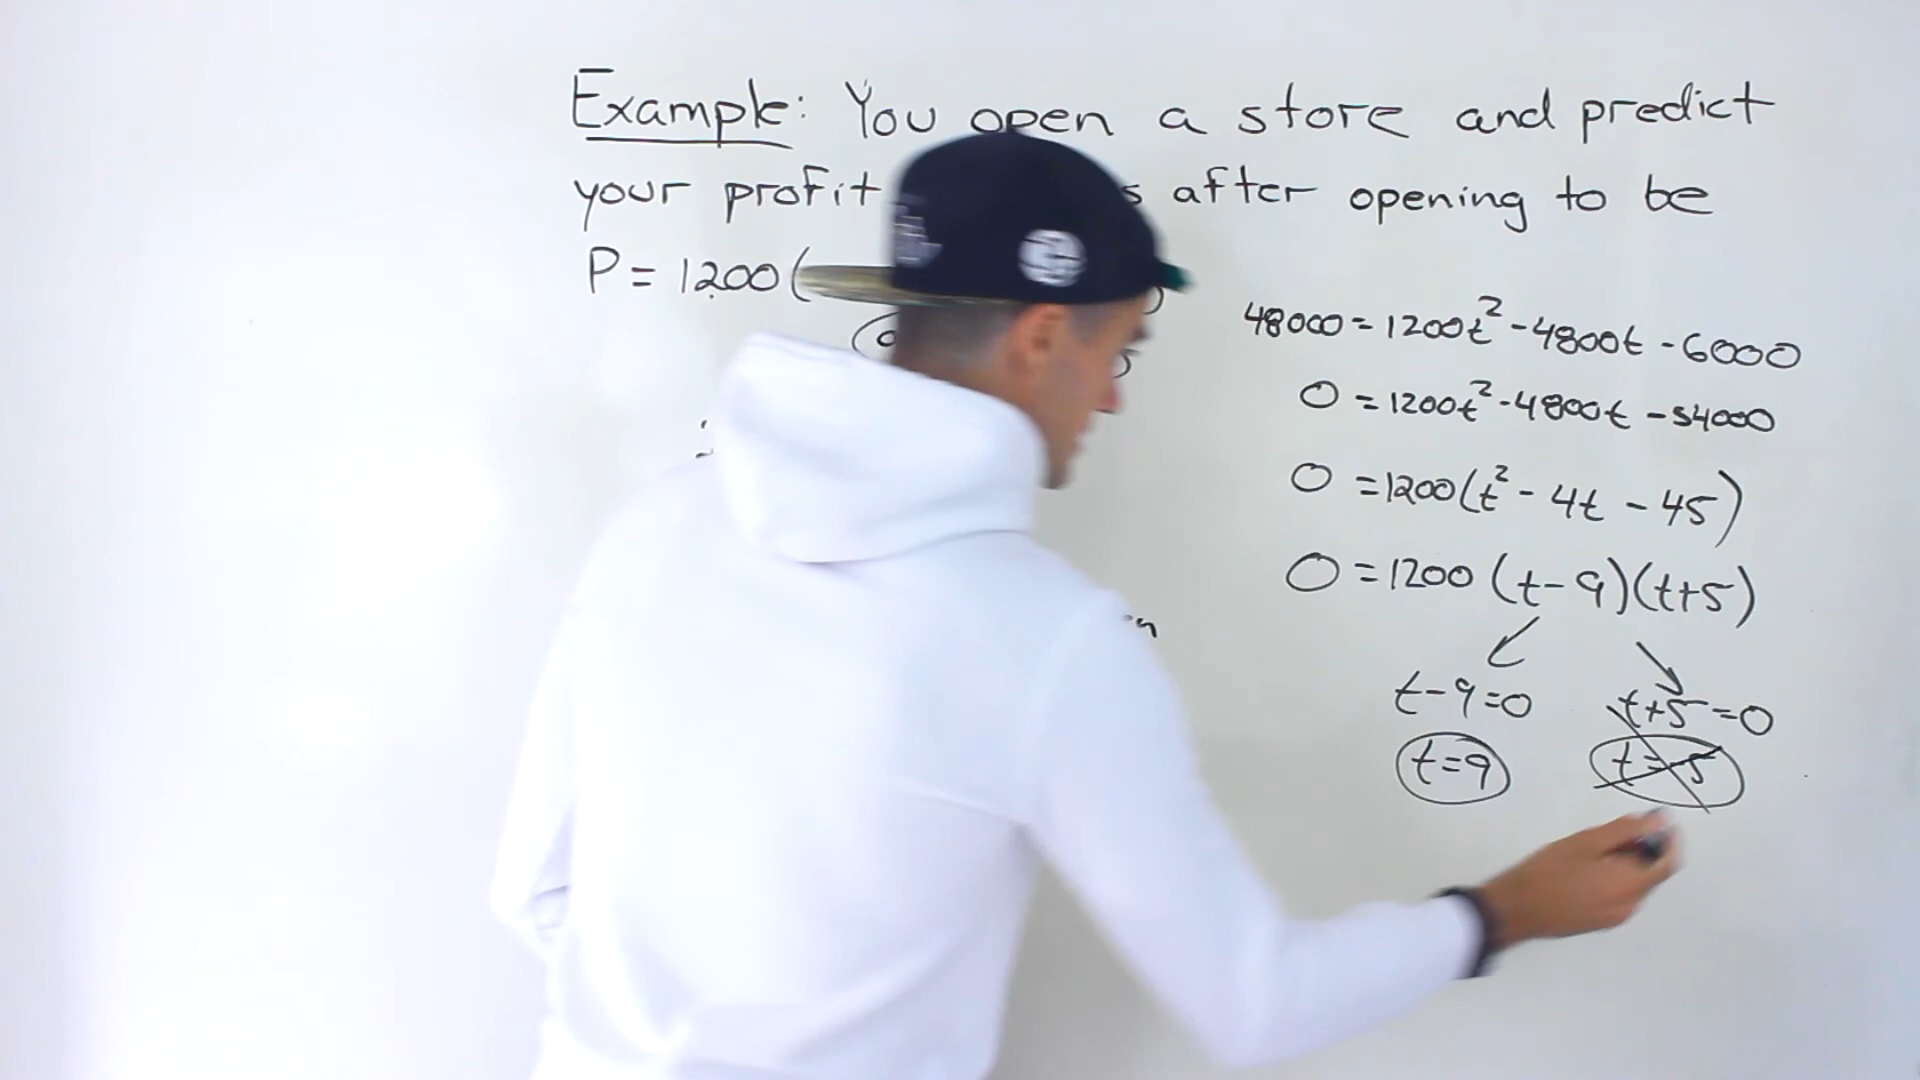 Example: You open a store and predict
your profit after opening to be
P = 1200(
48000 = 1200t² - 4800t - 6000
0 = 1200t² - 4800t - 54000
0 = 1200(t² - 4t - 45)
0 = 1200 (t - 9)(t+5)
t - 9 = 0 t+5 = 0
t = 9 t = -5